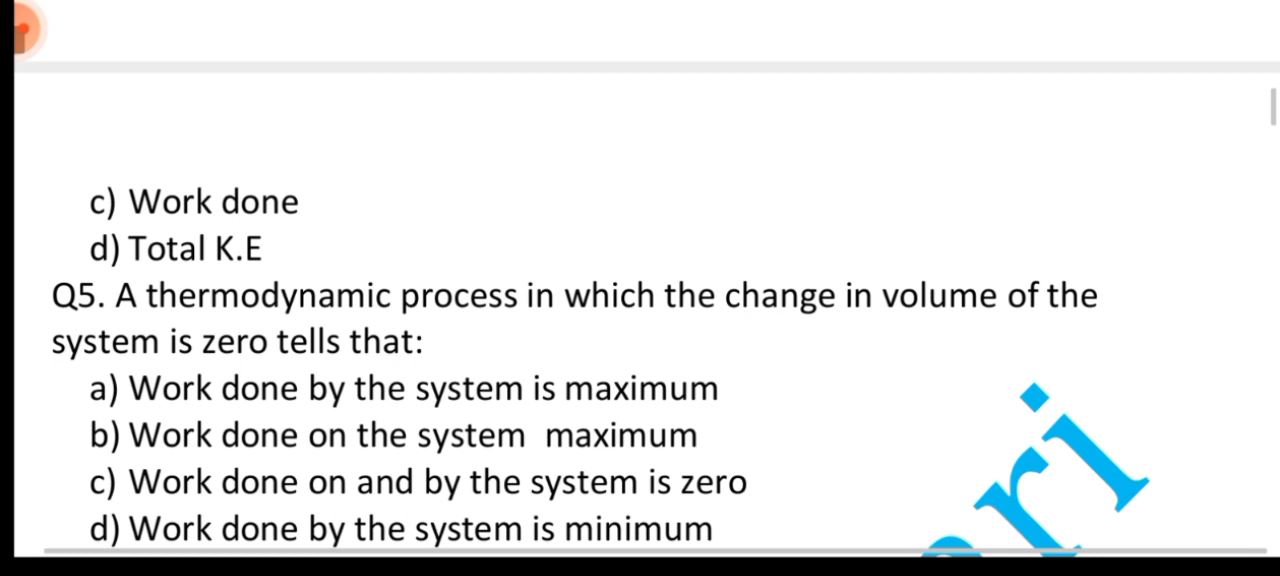 c) Work done
d) Total K.E
Q5. A thermodynamic process in which the change in volume of the
system is zero tells that:
a) Work done by the system is maximum
b) Work done on the system  maximum
c) Work done on and by the system is zero
d) Work done by the system is minimum
ri